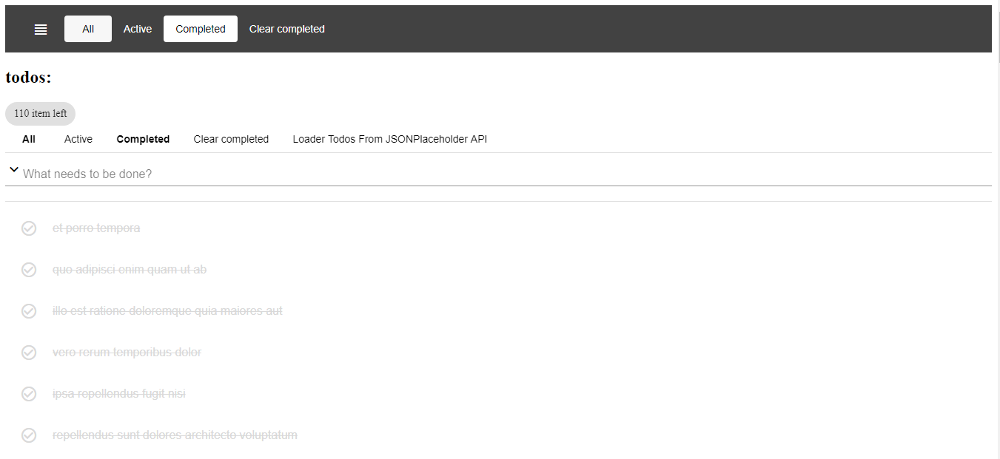 All Active Completed Clear completed
todos:
110 item left
All Active Completed Clear completed Loader Todos From JSONPlaceholder API
What needs to be done?
et porro tempora
quo adipisci enim quam ut ab
illo est ratione doloremque quia maiores aut
vero rerum temporibus dolor
ipsa repellendus fugit nisi
repellendus sunt dolores architecto voluptatum